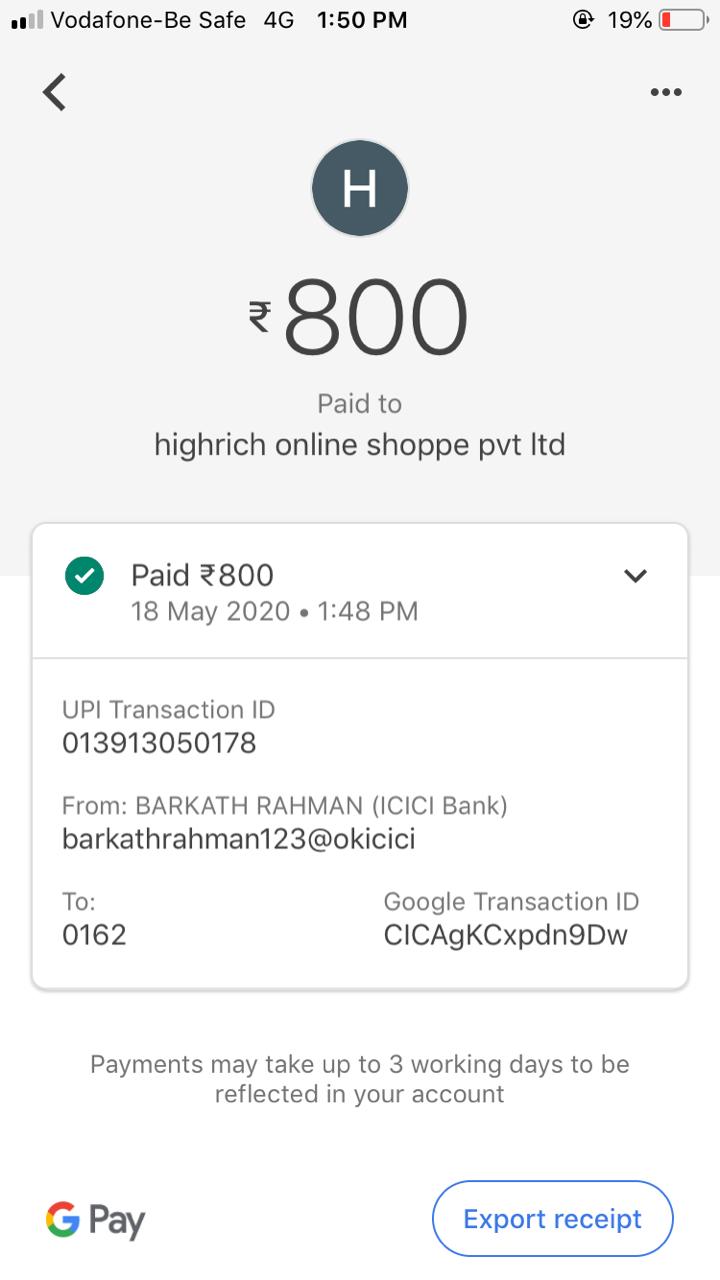 Vodafone-Be Safe 4G 1:50 PM 19%
H
₹800
Paid to
highrich online shoppe pvt ltd
Paid ₹800
18 May 2020 • 1:48 PM
UPI Transaction ID
013913050178
From: BARKATH RAHMAN (ICICI Bank)
barkathrahman123@okicici
To: Google Transaction ID
0162 CICAgKCxpdn9Dw
Payments may take up to 3 working days to be
reflected in your account
G Pay Export receipt